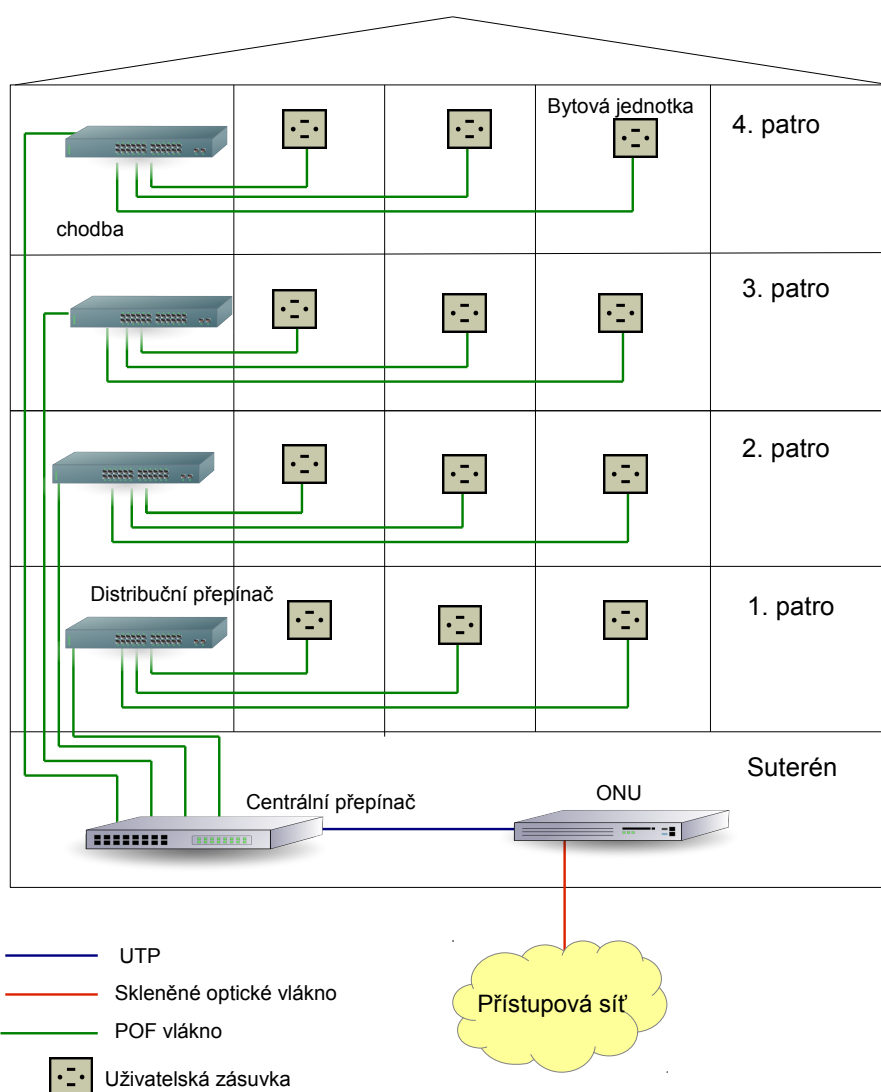 Bytová jednotka
4. patro
chodba
3. patro
2. patro
Distribuční přepínač
1. patro
Suterén
Centrální přepínač
ONU
UTP
Skleněné optické vlákno
POF vlákno
Uživatelská zásuvka
Přístupová síť